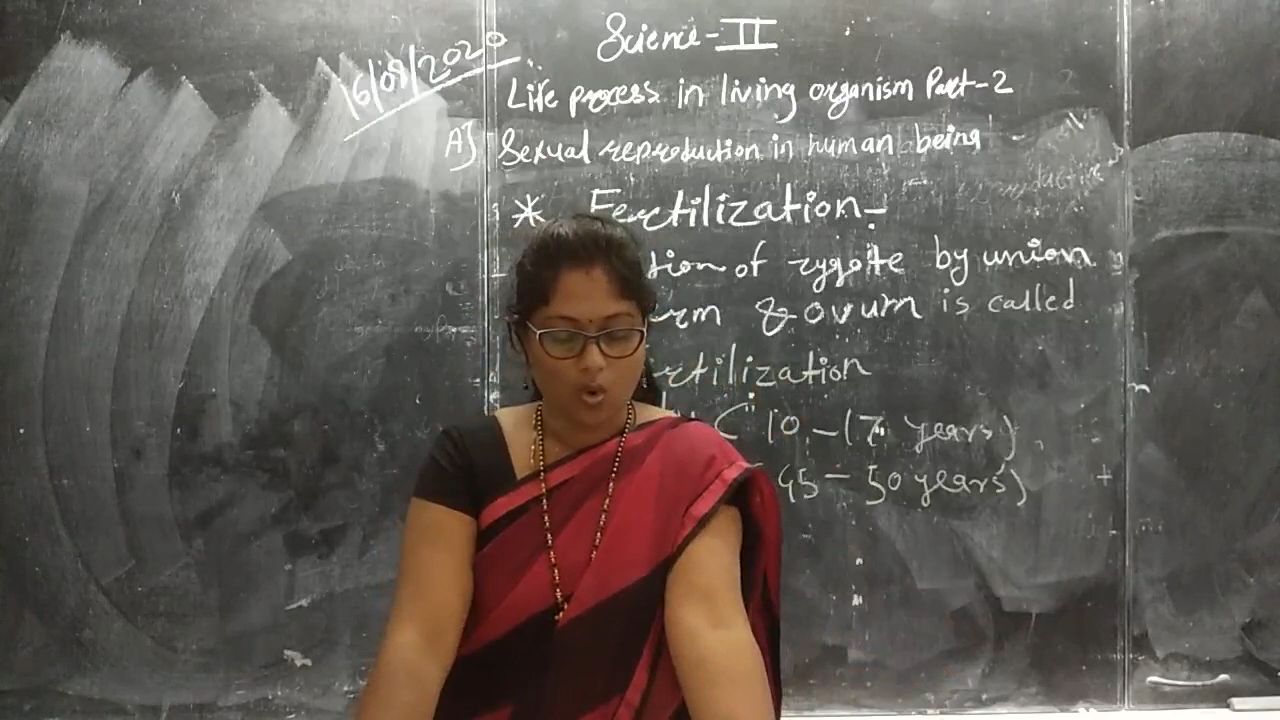 16/09/2020
Science-II
Life process in living organism Part-2
A] Sexual reproduction in human being
* Fertilization-
tion of zygote by union
rm & ovum is called
rtilization
( 10-17 years)
45 - 50 years)